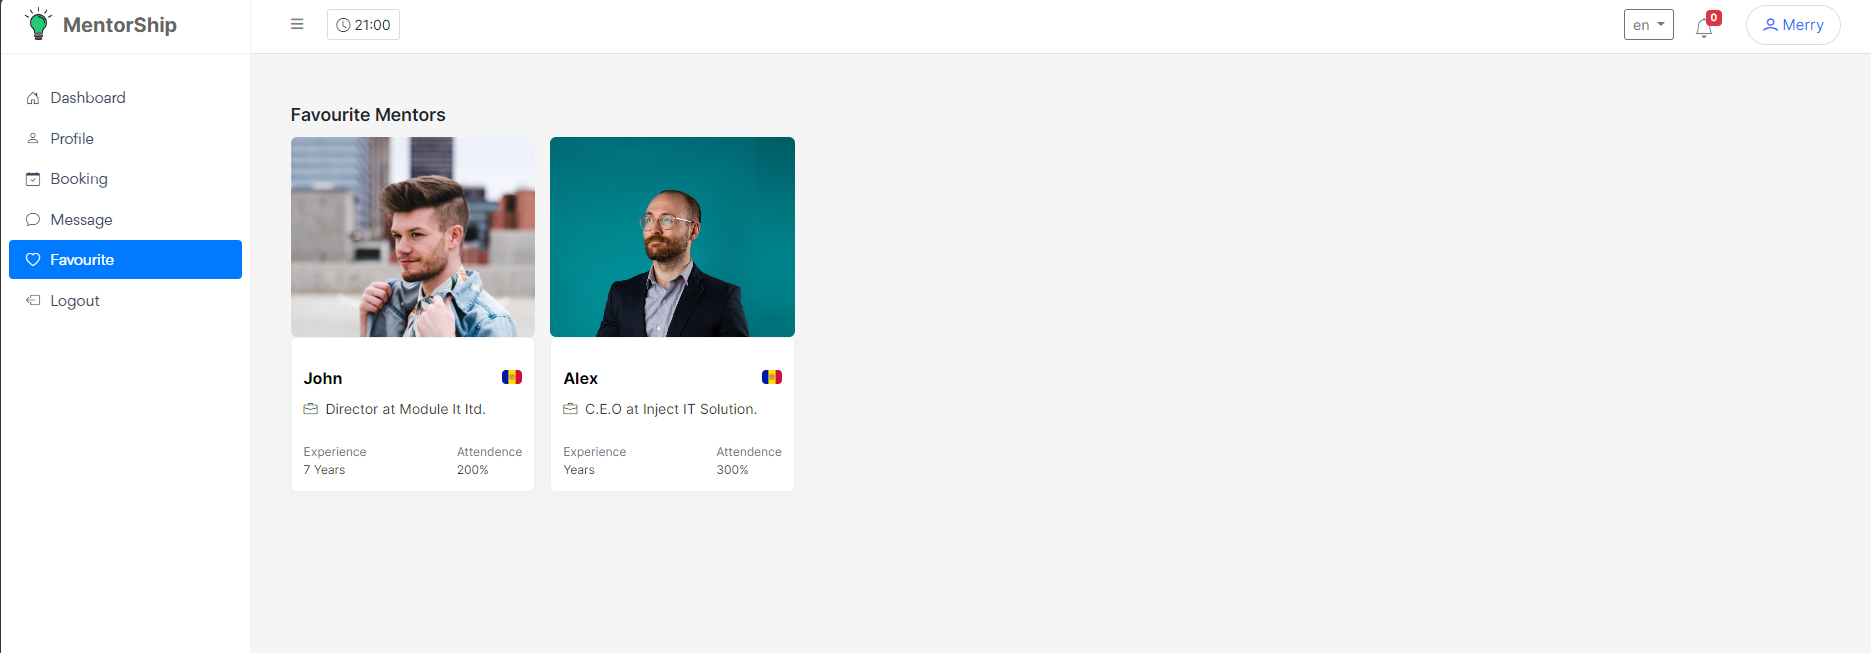 MentorShip
21:00
en
0
Merry
Dashboard
Profile
Booking
Message
Favourite
Logout
Favourite Mentors
John
Director at Module It ltd.
Experience Attendence
7 Years 200%
Alex
C.E.O at Inject IT Solution.
Experience Attendence
Years 300%